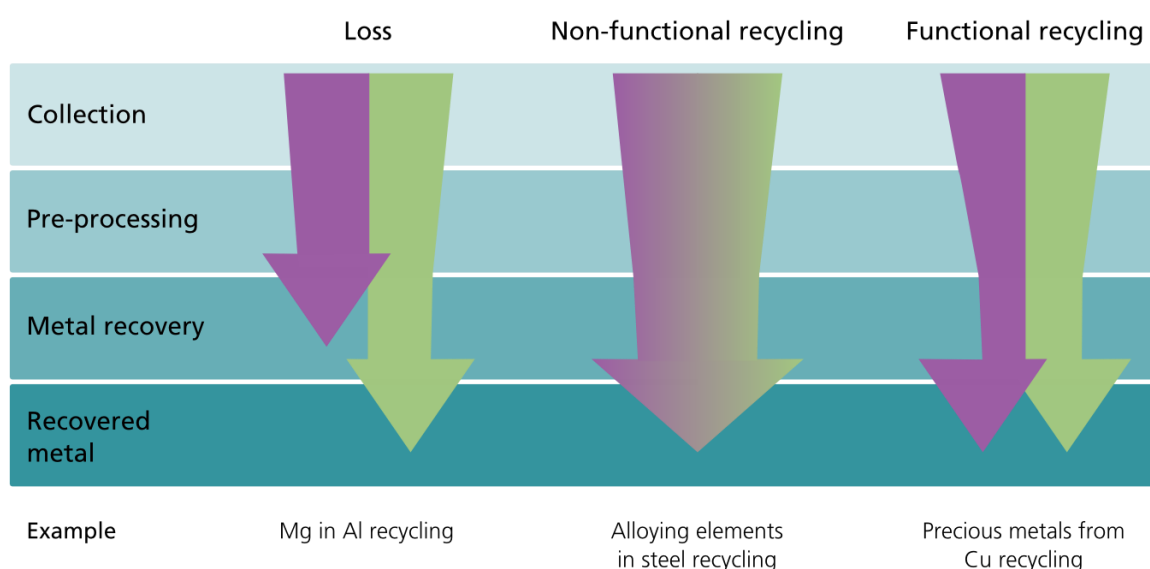 Loss Non-functional recycling Functional recycling
Collection
Pre-processing
Metal recovery
Recovered
metal
Example Mg in Al recycling Alloying elements Precious metals from
in steel recycling Cu recycling